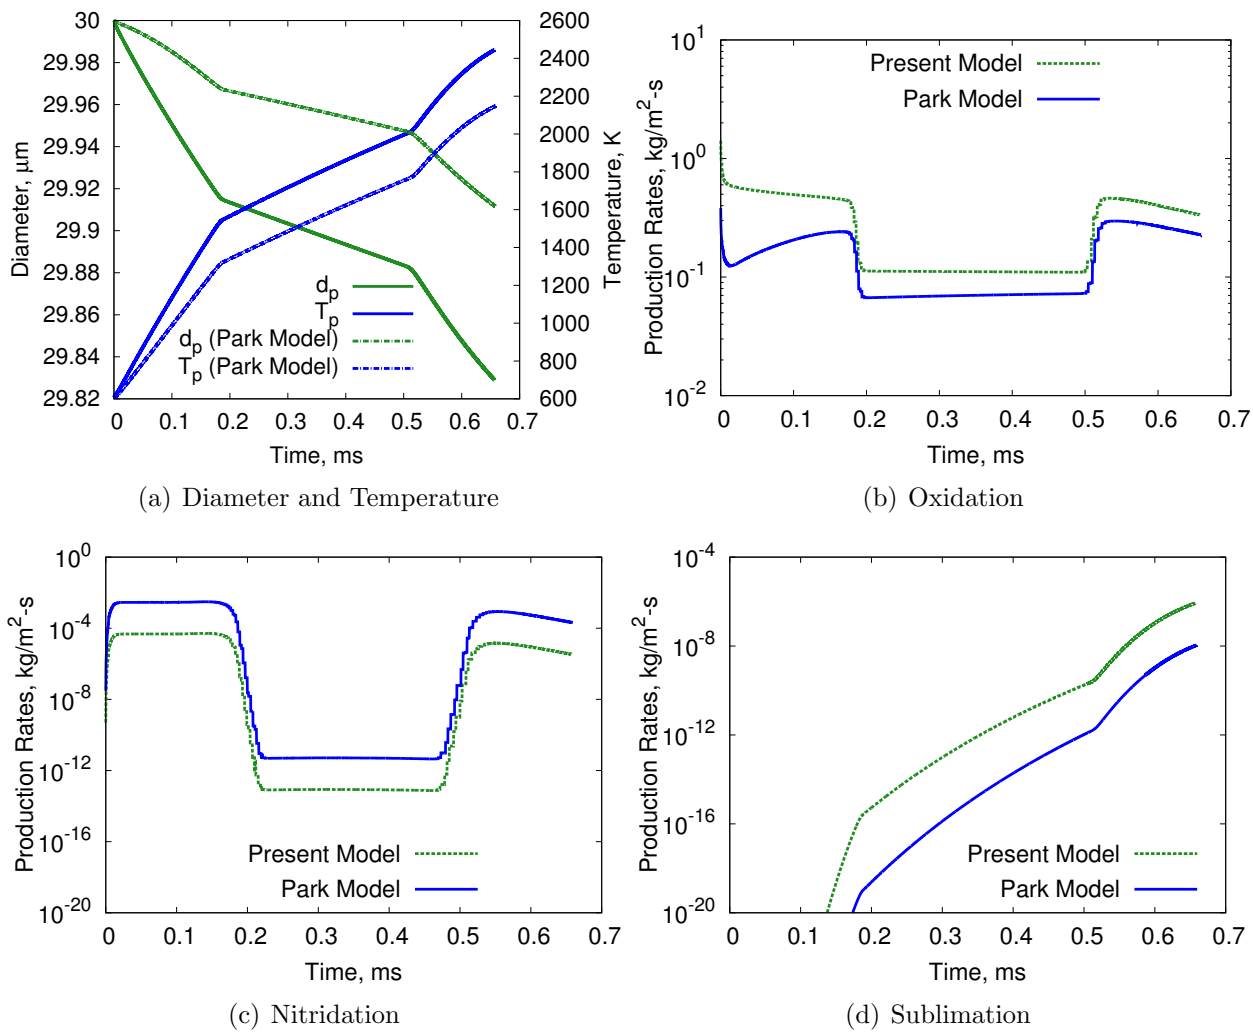 30
29.98
29.96
29.94
29.92
29.9
29.88
29.86
29.84
29.82
Diameter, μm
2600
2400
2200
2000
1800
1600
1400
1200
1000
800
600
Temperature, K
d_p
T_p
d_p (Park Model)
T_p (Park Model)
0 0.1 0.2 0.3 0.4 0.5 0.6 0.7
Time, ms
(a) Diameter and Temperature
10^1
10^0
10^-1
10^-2
Production Rates, kg/m^2-s
Present Model
Park Model
0 0.1 0.2 0.3 0.4 0.5 0.6 0.7
Time, ms
(b) Oxidation
10^0
10^-4
10^-8
10^-12
10^-16
10^-20
Production Rates, kg/m^2-s
Present Model
Park Model
0 0.1 0.2 0.3 0.4 0.5 0.6 0.7
Time, ms
(c) Nitridation
10^-4
10^-8
10^-12
10^-16
10^-20
Production Rates, kg/m^2-s
Present Model
Park Model
0 0.1 0.2 0.3 0.4 0.5 0.6 0.7
Time, ms
(d) Sublimation